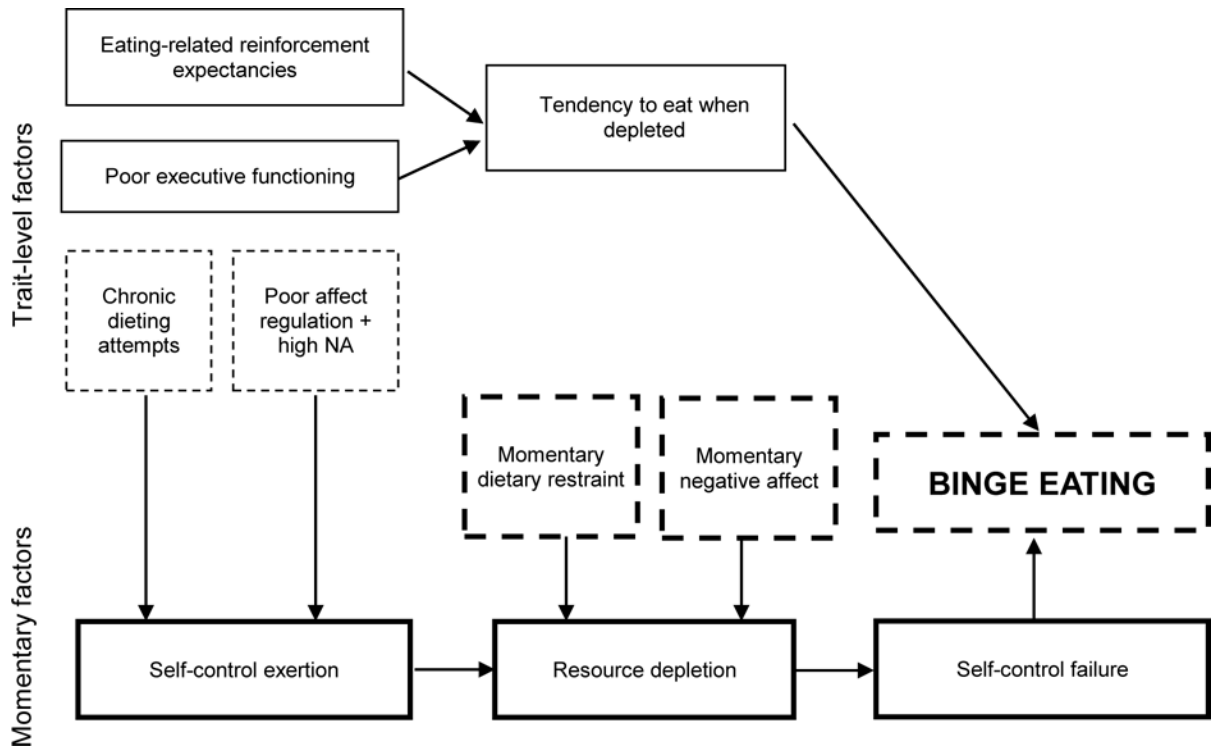 Trait-level factors
Eating-related reinforcement
expectancies
Tendency to eat when
depleted
Poor executive functioning
Chronic
dieting
attempts
Poor affect
regulation +
high NA
Momentary factors
Momentary
dietary restraint
Momentary
negative affect
BINGE EATING
Self-control exertion
Resource depletion
Self-control failure